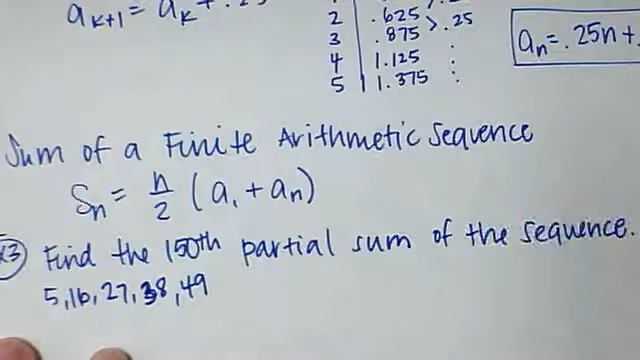 a_{k+1} = a_k + .25
2 | .625 > .25
3 | .875
4 | 1.125
5 | 1.375
a_n = .25n + .
Sum of a Finite Arithmetic Sequence
S_n = n/2 (a_1 + a_n)
x3 Find the 150th partial sum of the sequence.
5, 16, 27, 38, 49